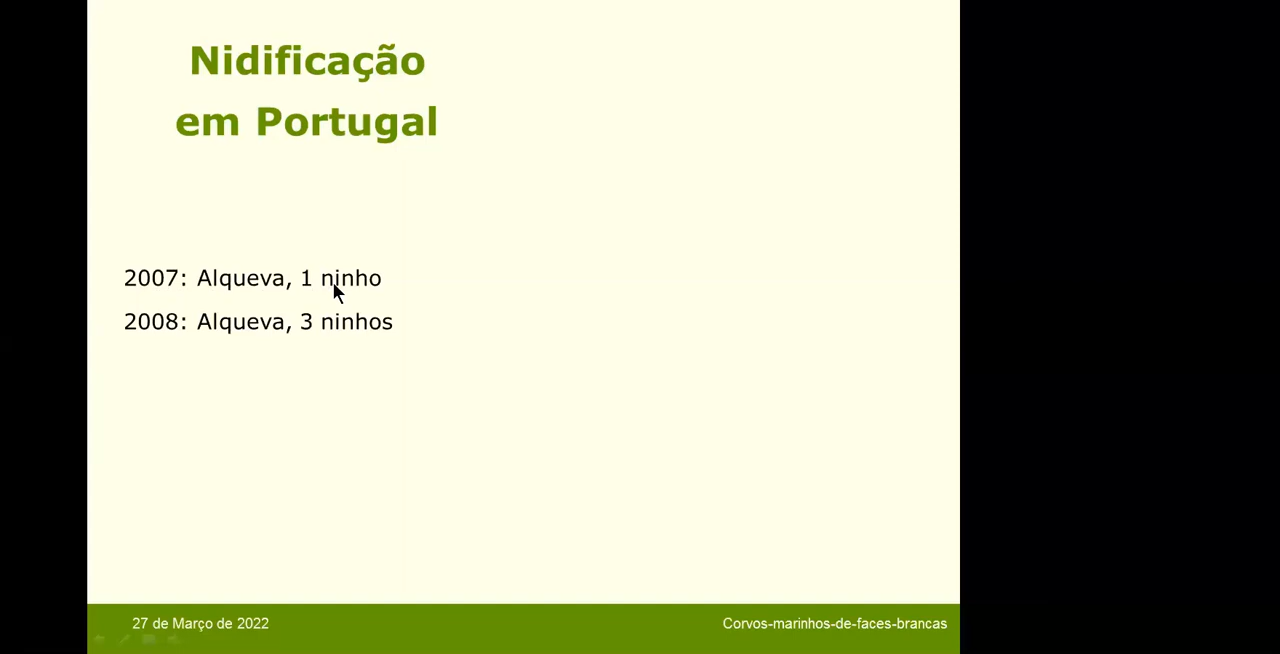 Nidificação
em Portugal
2007: Alqueva, 1 ninho
2008: Alqueva, 3 ninhos
27 de Março de 2022
Corvos-marinhos-de-faces-brancas